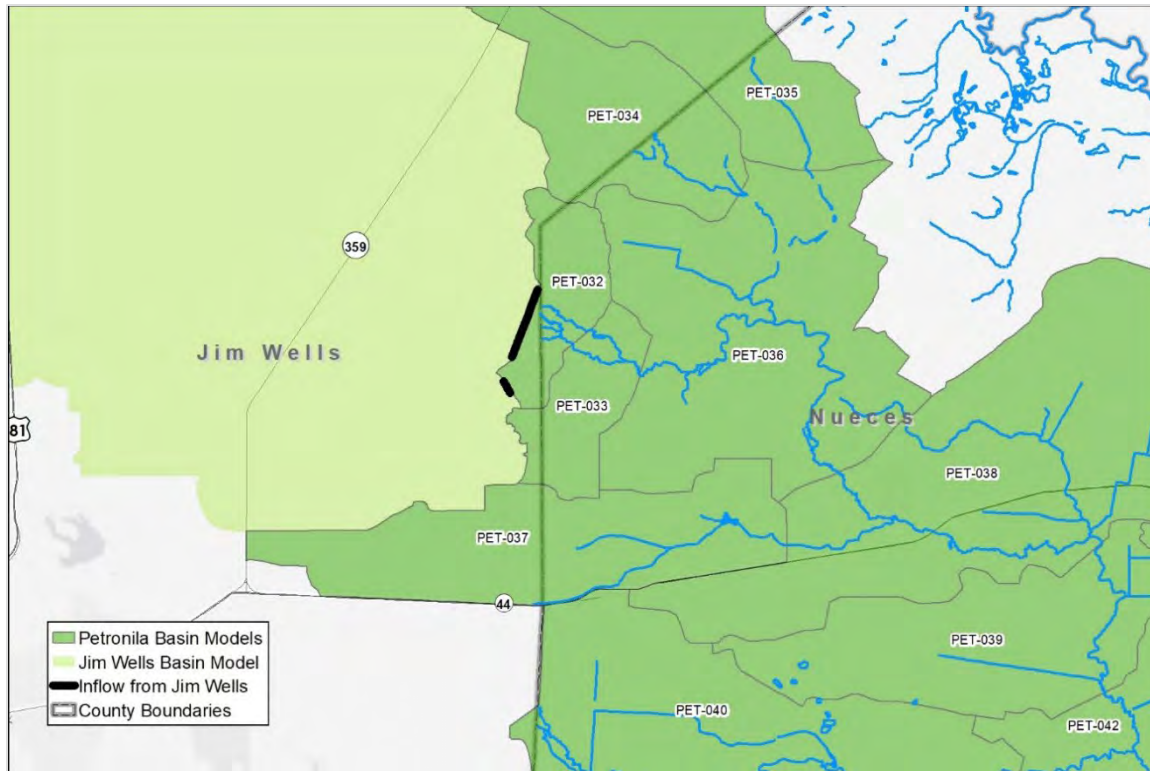 PET-035
PET-034
359
PET-032
Jim Wells
PET-036
PET-033
Nueces
81
PET-038
PET-037
44
Petronila Basin Models
Jim Wells Basin Model
Inflow from Jim Wells
County Boundaries
PET-039
PET-040
PET-042